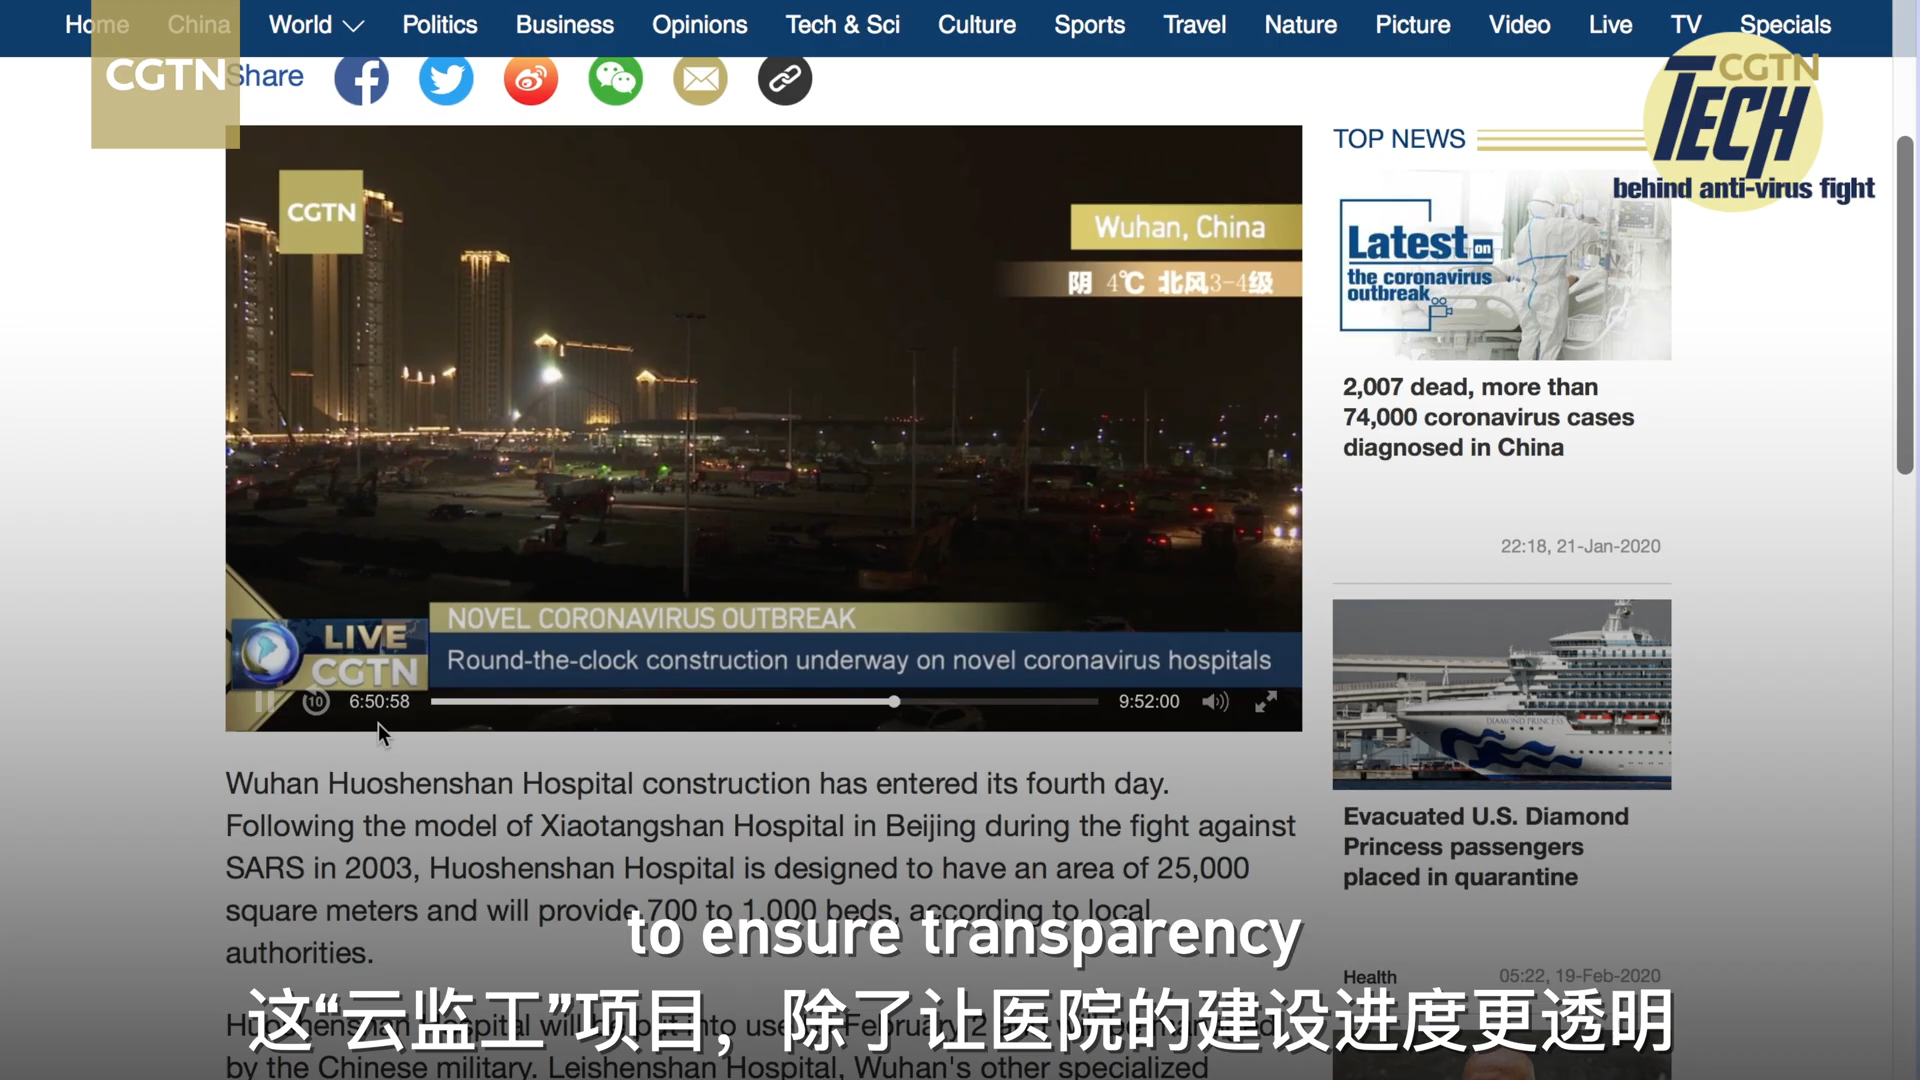 Home China World Politics Business Opinions Tech & Sci Culture Sports Travel Nature Picture Video Live TV Specials
CGTN
Share
CGTN
TECH
behind anti-virus fight
CGTN
Wuhan, China
阴 4℃ 北风3-4级
NOVEL CORONAVIRUS OUTBREAK
LIVE
CGTN
Round-the-clock construction underway on novel coronavirus hospitals
10 6:50:58 9:52:00
TOP NEWS
Latest on
the coronavirus
outbreak
2,007 dead, more than
74,000 coronavirus cases
diagnosed in China
22:18, 21-Jan-2020
DIAMOND PRINCESS
Evacuated U.S. Diamond
Princess passengers
placed in quarantine
Health 05:22, 19-Feb-2020
Wuhan Huoshenshan Hospital construction has entered its fourth day.
Following the model of Xiaotangshan Hospital in Beijing during the fight against
SARS in 2003, Huoshenshan Hospital is designed to have an area of 25,000
square meters and will provide 700 to 1,000 beds, according to local
authorities.
by the Chinese military. Leishenshan Hospital, Wuhan's other specialized
to ensure transparency
这“云监工”项目，除了让医院的建设进度更透明